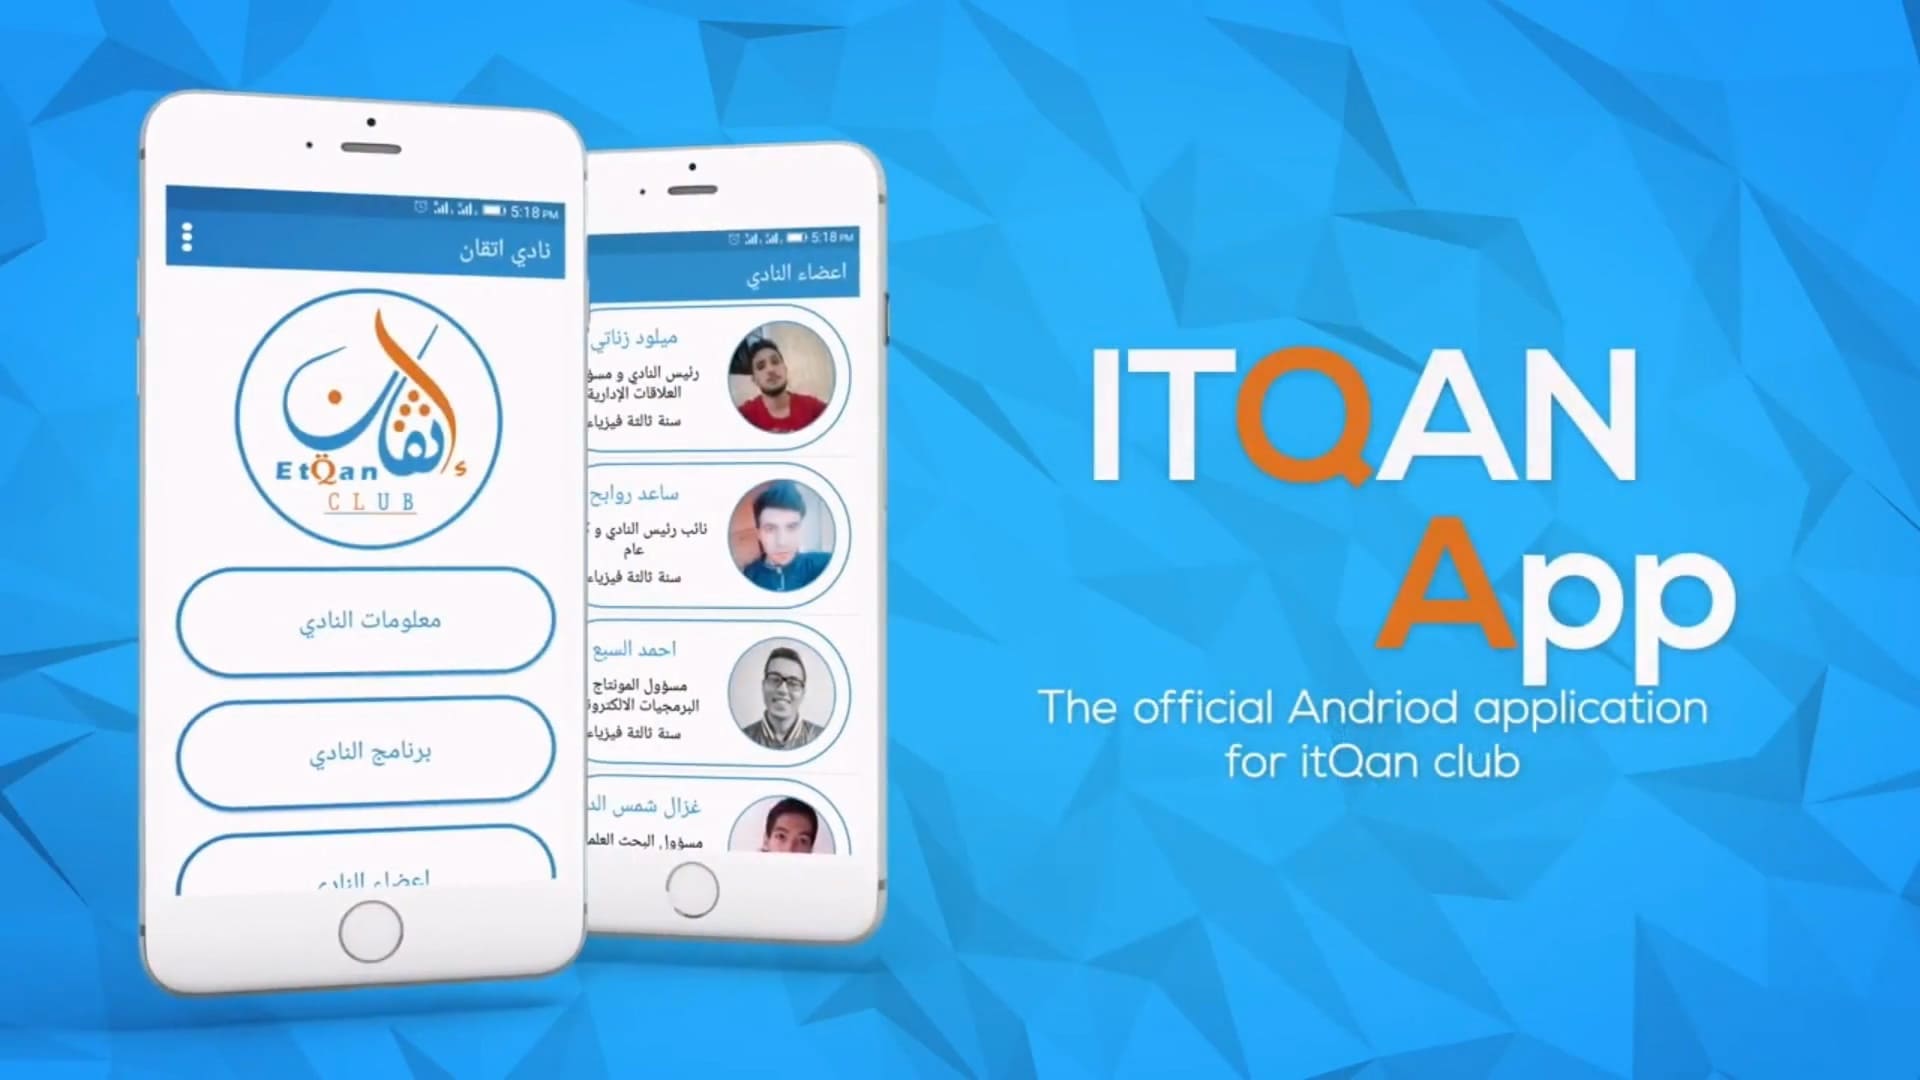 5:18 PM
نادي اتقان
اتقان
EtQan s
CLUB
معلومات النادي
برنامج النادي
اعضاء النادي
5:18 PM
اعضاء النادي
ميلود زناتي
رئيس النادي و
العلاقات الإدارية
سنة ثالثة فيزياء
ساعد روابح
نائب رئيس النادي و
عام
سنة ثالثة فيزياء
احمد السبع
مسؤول المونتاج
البرمجيات
سنة ثالثة فيزياء
غزال شمس
مسؤول البحث
ITQAN
App
The official Andriod application
for itQan club